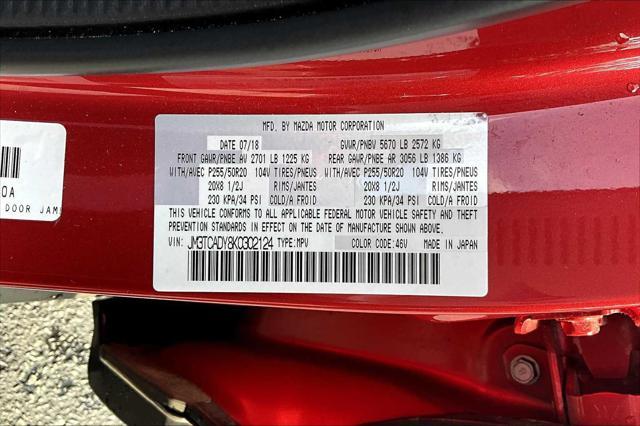 MFD. BY MAZDA MOTOR CORPORATION
DATE 07/18 GVWR/PNBV 5670 LB 2572 KG
FRONT GAWR/PNBE AV 2701 LB 1225 KG REAR GAWR/PNBE AR 3056 LB 1386 KG
WITH/AVEC P255/50R20 104V TIRES/PNEUS WITH/AVEC P255/50R20 104V TIRES/PNEUS
20X8 1/2J RIMS/JANTES 20X8 1/2J RIMS/JANTES
230 KPA/34 PSI COLD/A FROID 230 KPA/34 PSI COLD/A FROID
THIS VEHICLE CONFORMS TO ALL APPLICABLE FEDERAL MOTOR VEHICLE SAFETY AND THEFT
PREVENTION STANDARDS IN EFFECT ON THE DATE OF MANUFACTURE SHOWN ABOVE.
VIN: JM3TCADY8K0302124 TYPE:MPV COLOR CODE:46V MADE IN JAPAN
0A
DOOR JAM